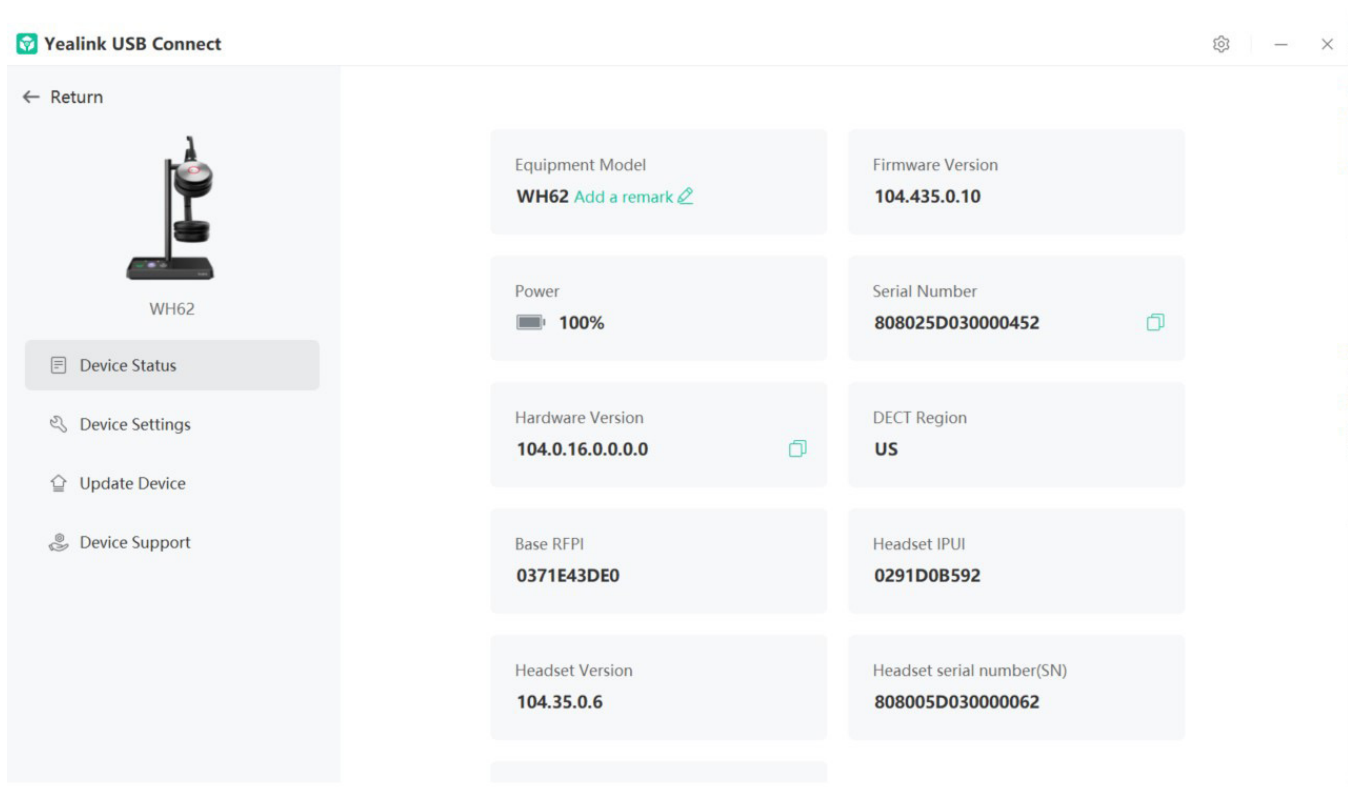 Yealink USB Connect
Return
WH62
Device Status
Device Settings
Update Device
Device Support
Equipment Model
WH62 Add a remark
Firmware Version
104.435.0.10
Power
100%
Serial Number
808025D030000452
Hardware Version
104.0.16.0.0.0.0
DECT Region
US
Base RFPI
0371E43DE0
Headset IPUI
0291D0B592
Headset Version
104.35.0.6
Headset serial number(SN)
808005D030000062